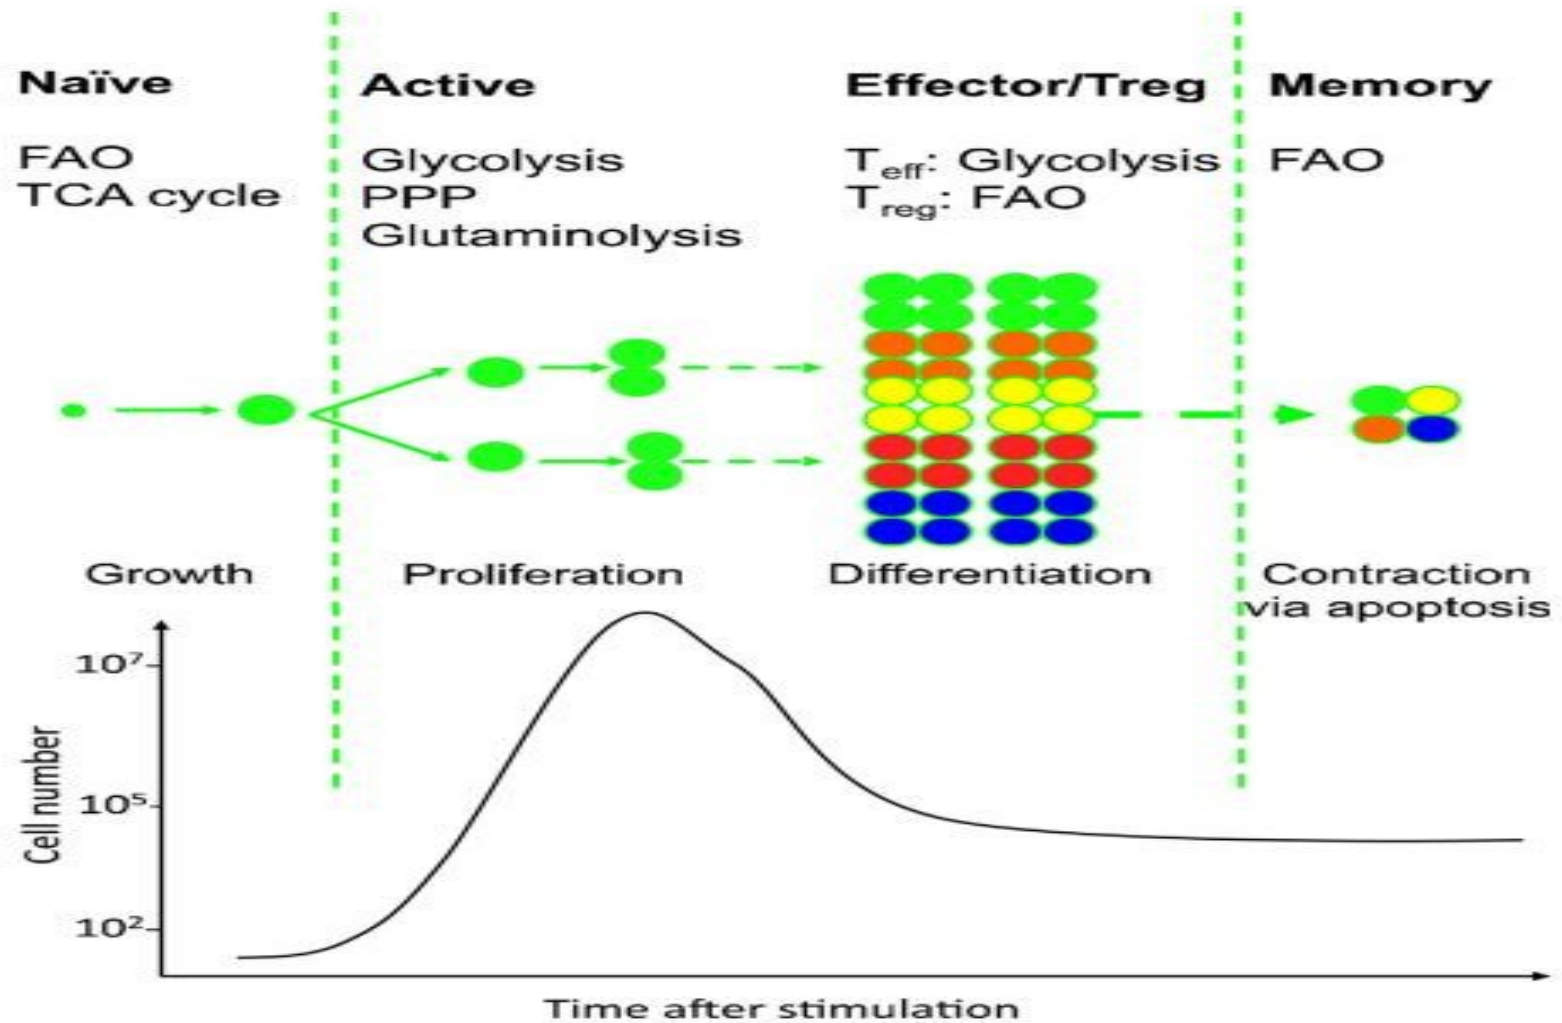 Naïve
Active
Effector/Treg
Memory
FAO
TCA cycle
Glycolysis
PPP
Glutaminolysis
Teff: Glycolysis
Treg: FAO
FAO
Growth
Proliferation
Differentiation
Contraction
via apoptosis
10⁷
10⁵
10²
Cell number
Time after stimulation